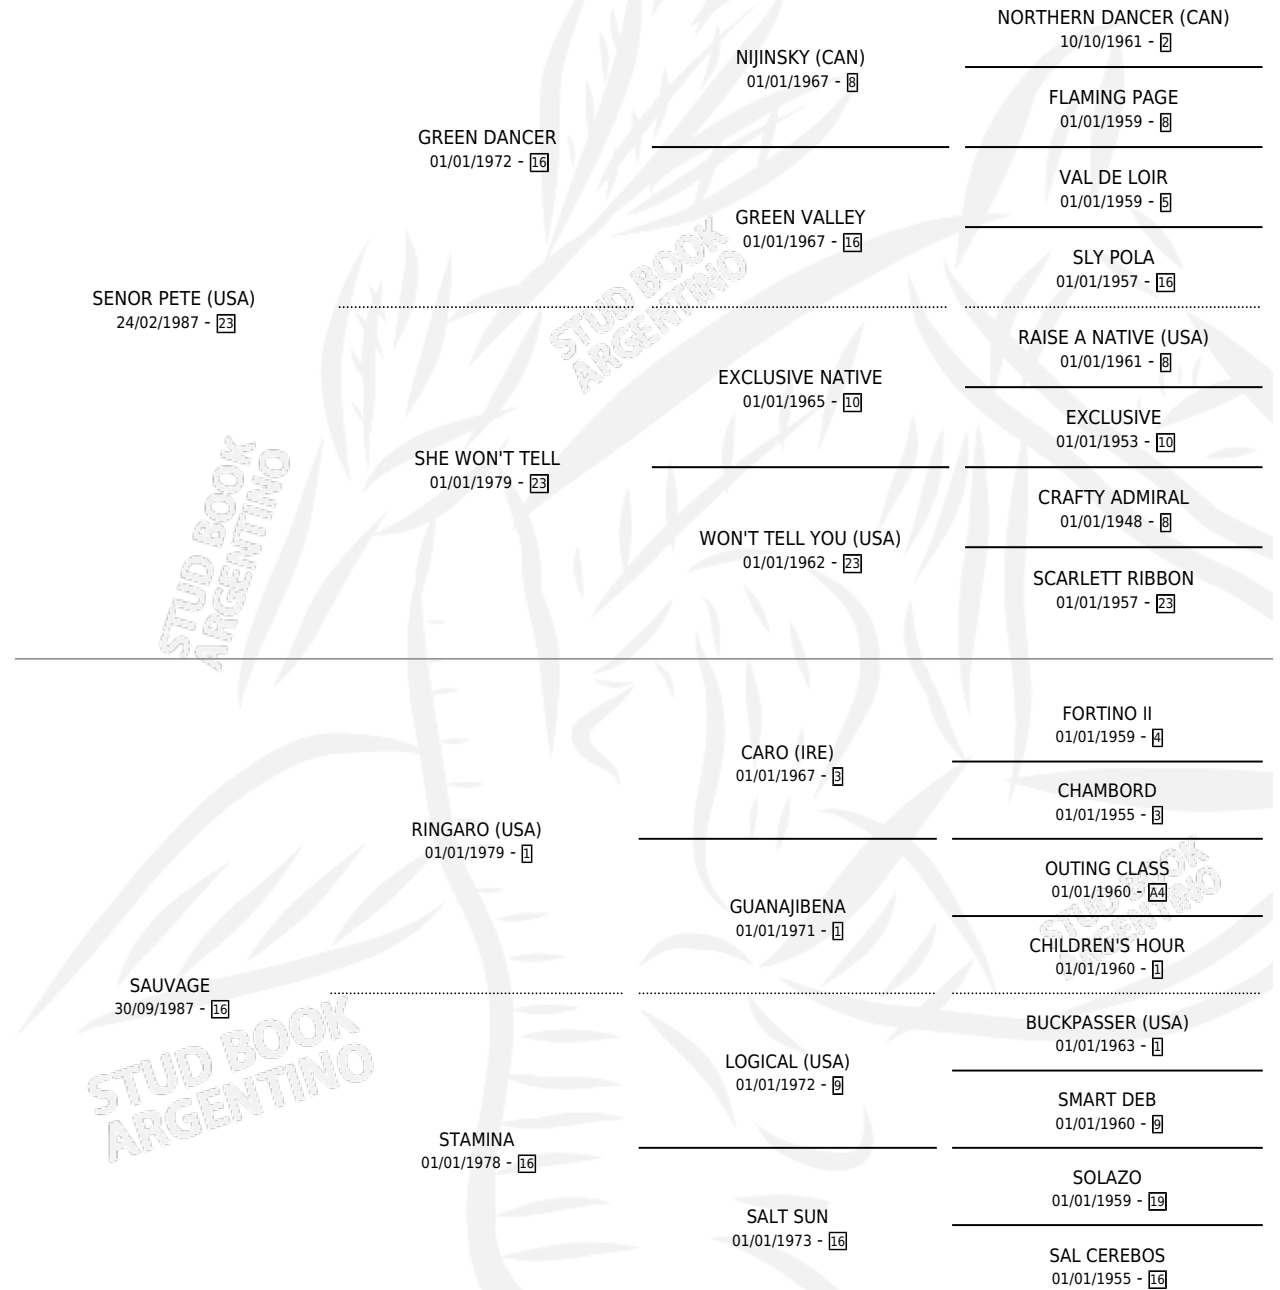 NORTHERN DANCER (CAN)
10/10/1961 - 2
NIJINSKY (CAN)
01/01/1967 - 8
FLAMING PAGE
01/01/1959 - 8
GREEN DANCER
01/01/1972 - 16
VAL DE LOIR
01/01/1959 - 5
GREEN VALLEY
01/01/1967 - 16
SLY POLA
01/01/1957 - 16
SENOR PETE (USA)
24/02/1987 - 23
STUD BOOK
ARGENTINO
RAISE A NATIVE (USA)
01/01/1961 - 8
EXCLUSIVE NATIVE
01/01/1965 - 10
EXCLUSIVE
01/01/1953 - 10
SHE WON'T TELL
01/01/1979 - 23
CRAFTY ADMIRAL
01/01/1948 - 8
WON'T TELL YOU (USA)
01/01/1962 - 23
SCARLETT RIBBON
01/01/1957 - 23
STUD BOOK
ARGENTINO
FORTINO II
01/01/1959 - 4
CARO (IRE)
01/01/1967 - 3
CHAMBORD
01/01/1955 - 3
RINGARO (USA)
01/01/1979 - 1
OUTING CLASS
01/01/1960 - A4
GUANAJIBENA
01/01/1971 - 1
CHILDREN'S HOUR
01/01/1960 - 1
STUD BOOK
ARGENTINO
SAUVAGE
30/09/1987 - 16
BUCKPASSER (USA)
01/01/1963 - 1
LOGICAL (USA)
01/01/1972 - 9
SMART DEB
01/01/1960 - 9
STUD BOOK
ARGENTINO
STAMINA
01/01/1978 - 16
SOLAZO
01/01/1959 - 19
SALT SUN
01/01/1973 - 16
SAL CEREBOS
01/01/1955 - 16